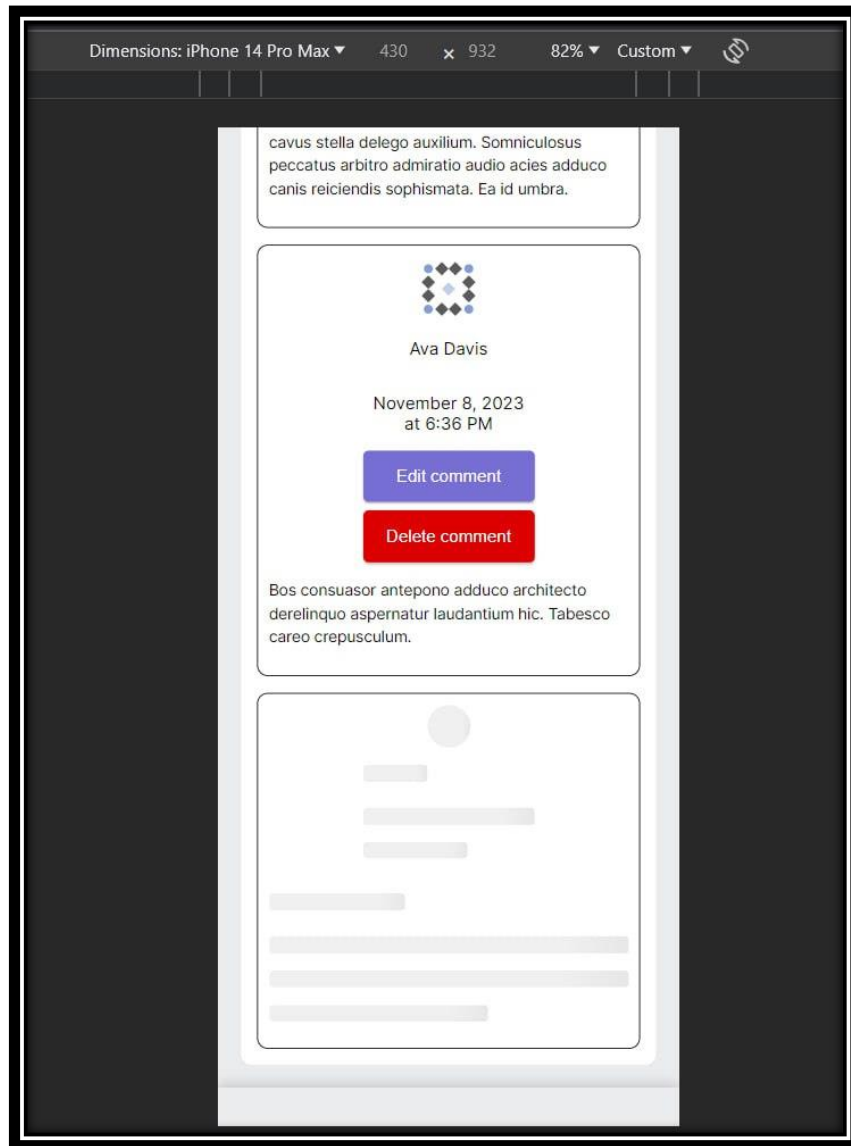 Dimensions: iPhone 14 Pro Max ▼ 430 × 932 82% ▼ Custom ▼
cavus stella delego auxilium. Somniculosus
peccatus arbitro admiratio audio acies adduco
canis reiciendis sophismata. Ea id umbra.
Ava Davis
November 8, 2023
at 6:36 PM
Edit comment
Delete comment
Bos consuasor antepono adduco architecto
derelinquo aspernatur laudantium hic. Tabesco
careo crepusculum.